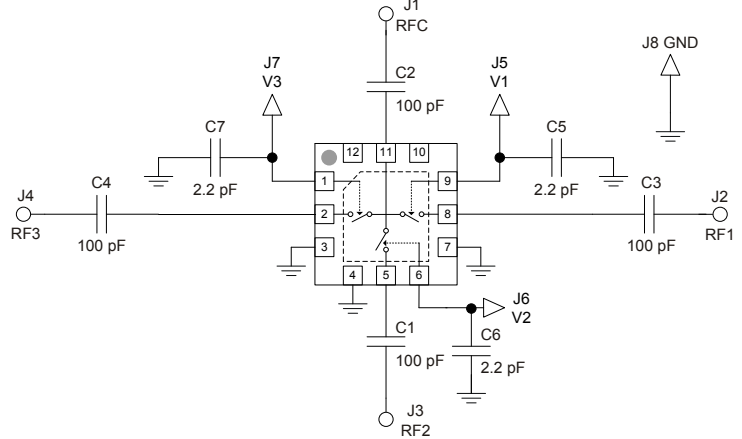 J1
RFC
J8 GND
J7
V3
C2
100 pF
J5
V1
C7
2.2 pF
C5
2.2 pF
12
11
10
1
9
J4
RF3
C4
100 pF
2
8
C3
100 pF
J2
RF1
3
7
4
5
6
J6
V2
C1
100 pF
C6
2.2 pF
J3
RF2